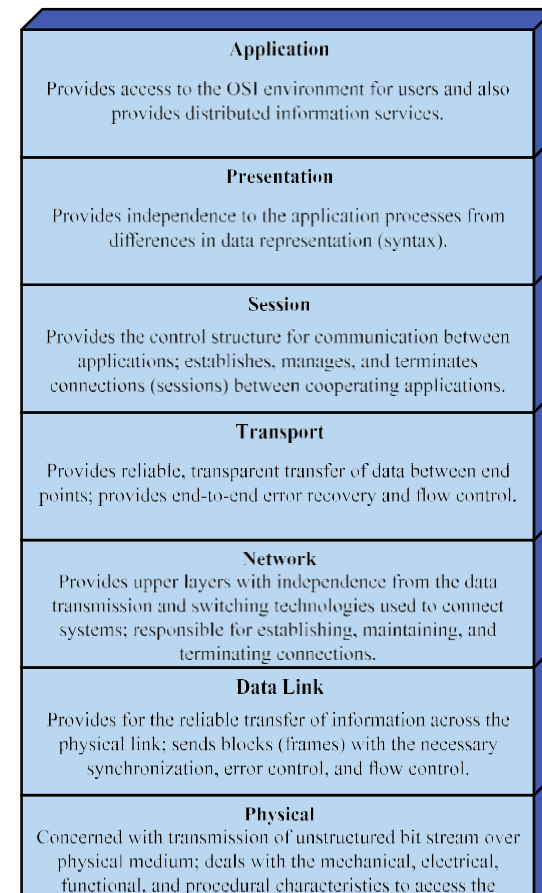 Application
Provides access to the OSI environment for users and also
provides distributed information services.
Presentation
Provides independence to the application processes from
differences in data representation (syntax).
Session
Provides the control structure for communication between
applications; establishes, manages, and terminates
connections (sessions) between cooperating applications.
Transport
Provides reliable, transparent transfer of data between end
points; provides end-to-end error recovery and flow control.
Network
Provides upper layers with independence from the data
transmission and switching technologies used to connect
systems; responsible for establishing, maintaining, and
terminating connections.
Data Link
Provides for the reliable transfer of information across the
physical link; sends blocks (frames) with the necessary
synchronization, error control, and flow control.
Physical
Concerned with transmission of unstructured bit stream over
physical medium; deals with the mechanical, electrical,
functional, and procedural characteristics to access the